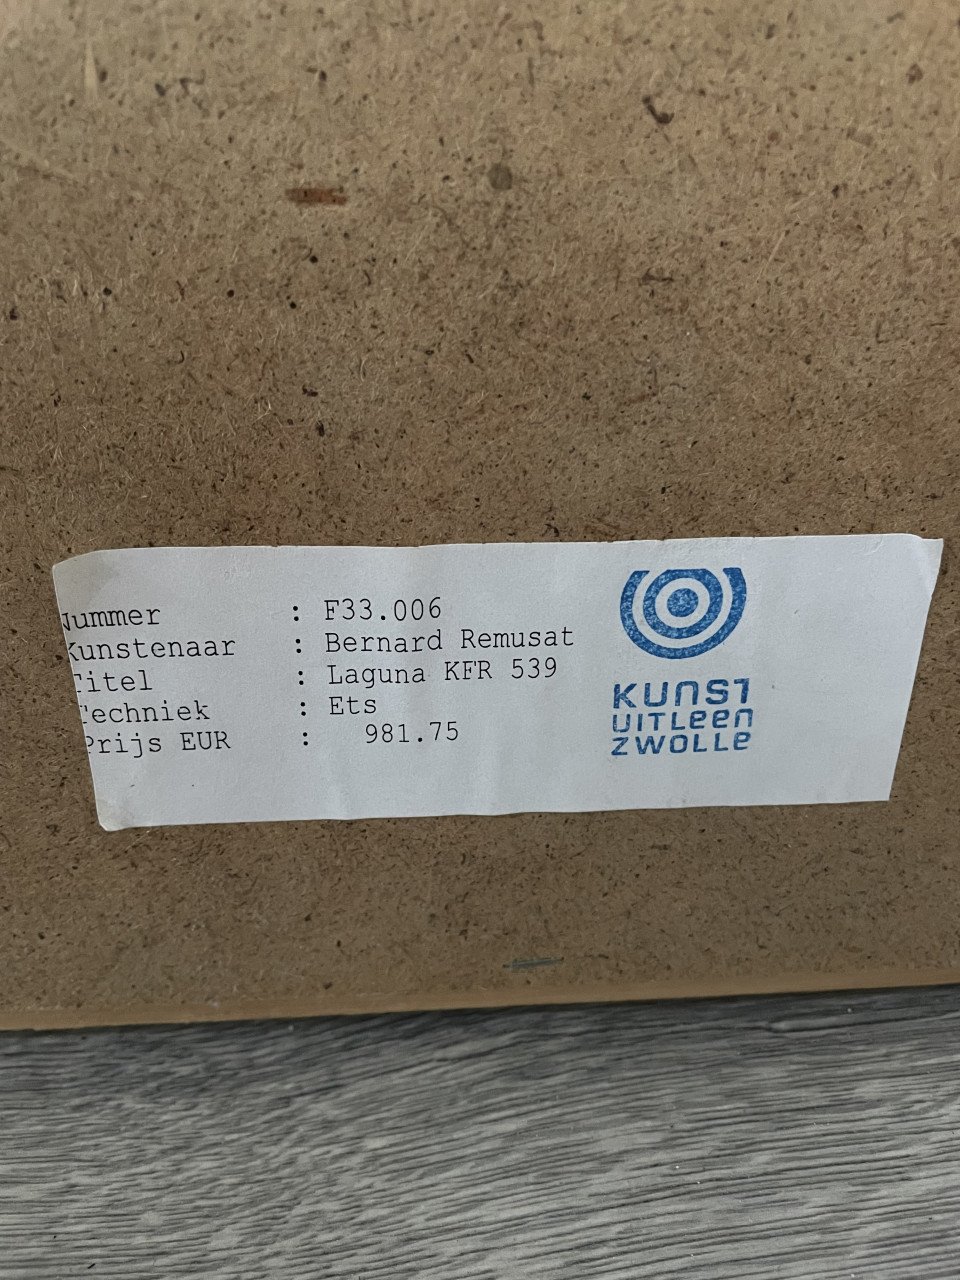 Nummer : F33.006
Kunstenaar : Bernard Remusat
Titel : Laguna KFR 539
Techniek : Ets
Prijs EUR : 981.75
KUNST
UITLEEN
ZWOLLE